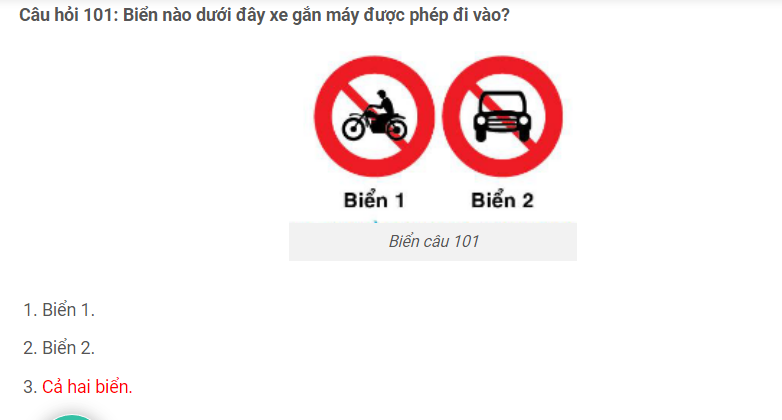 Câu hỏi 101: Biển nào dưới đây xe gắn máy được phép đi vào?
Biển 1 Biển 2
Biển câu 101
1. Biển 1.
2. Biển 2.
3. Cả hai biển.